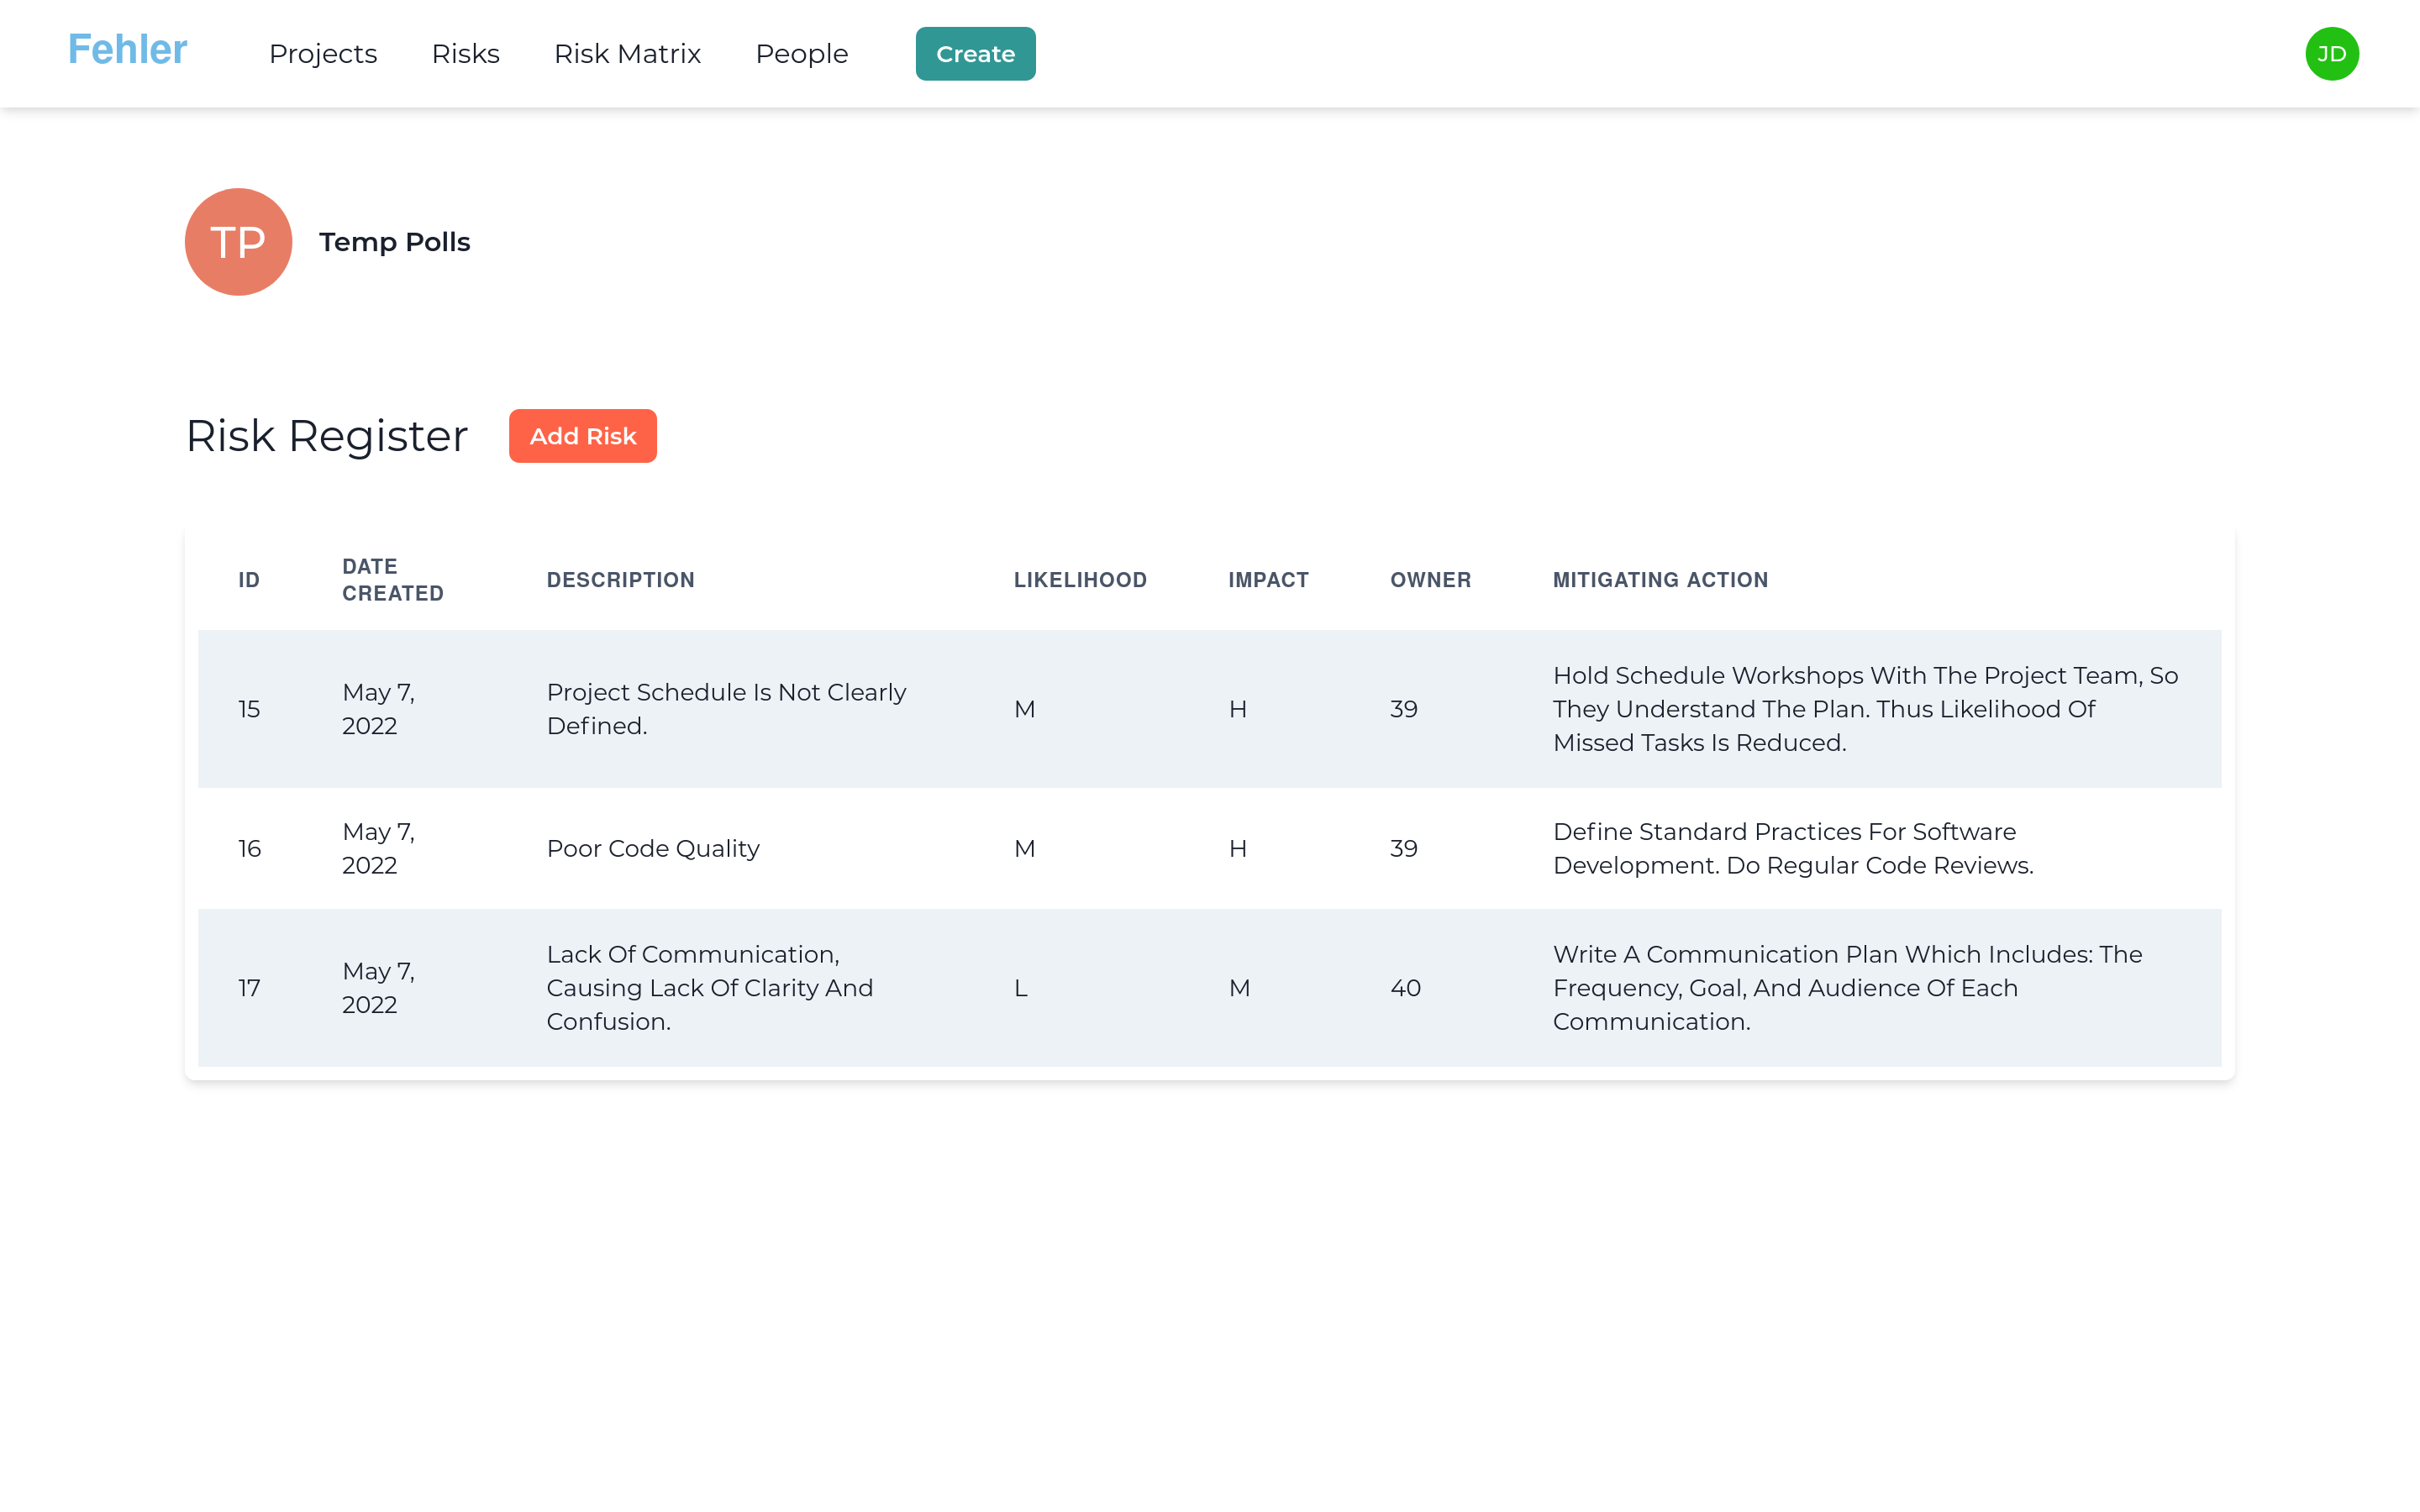 Fehler
Projects Risks Risk Matrix People Create
JD
TP
Temp Polls
Risk Register
Add Risk
ID DATE CREATED DESCRIPTION LIKELIHOOD IMPACT OWNER MITIGATING ACTION
15
May 7,
2022
Project Schedule Is Not Clearly
Defined.
M
H
39
Hold Schedule Workshops With The Project Team, So
They Understand The Plan. Thus Likelihood Of
Missed Tasks Is Reduced.
16
May 7,
2022
Poor Code Quality
M
H
39
Define Standard Practices For Software
Development. Do Regular Code Reviews.
17
May 7,
2022
Lack Of Communication,
Causing Lack Of Clarity And
Confusion.
L
M
40
Write A Communication Plan Which Includes: The
Frequency, Goal, And Audience Of Each
Communication.